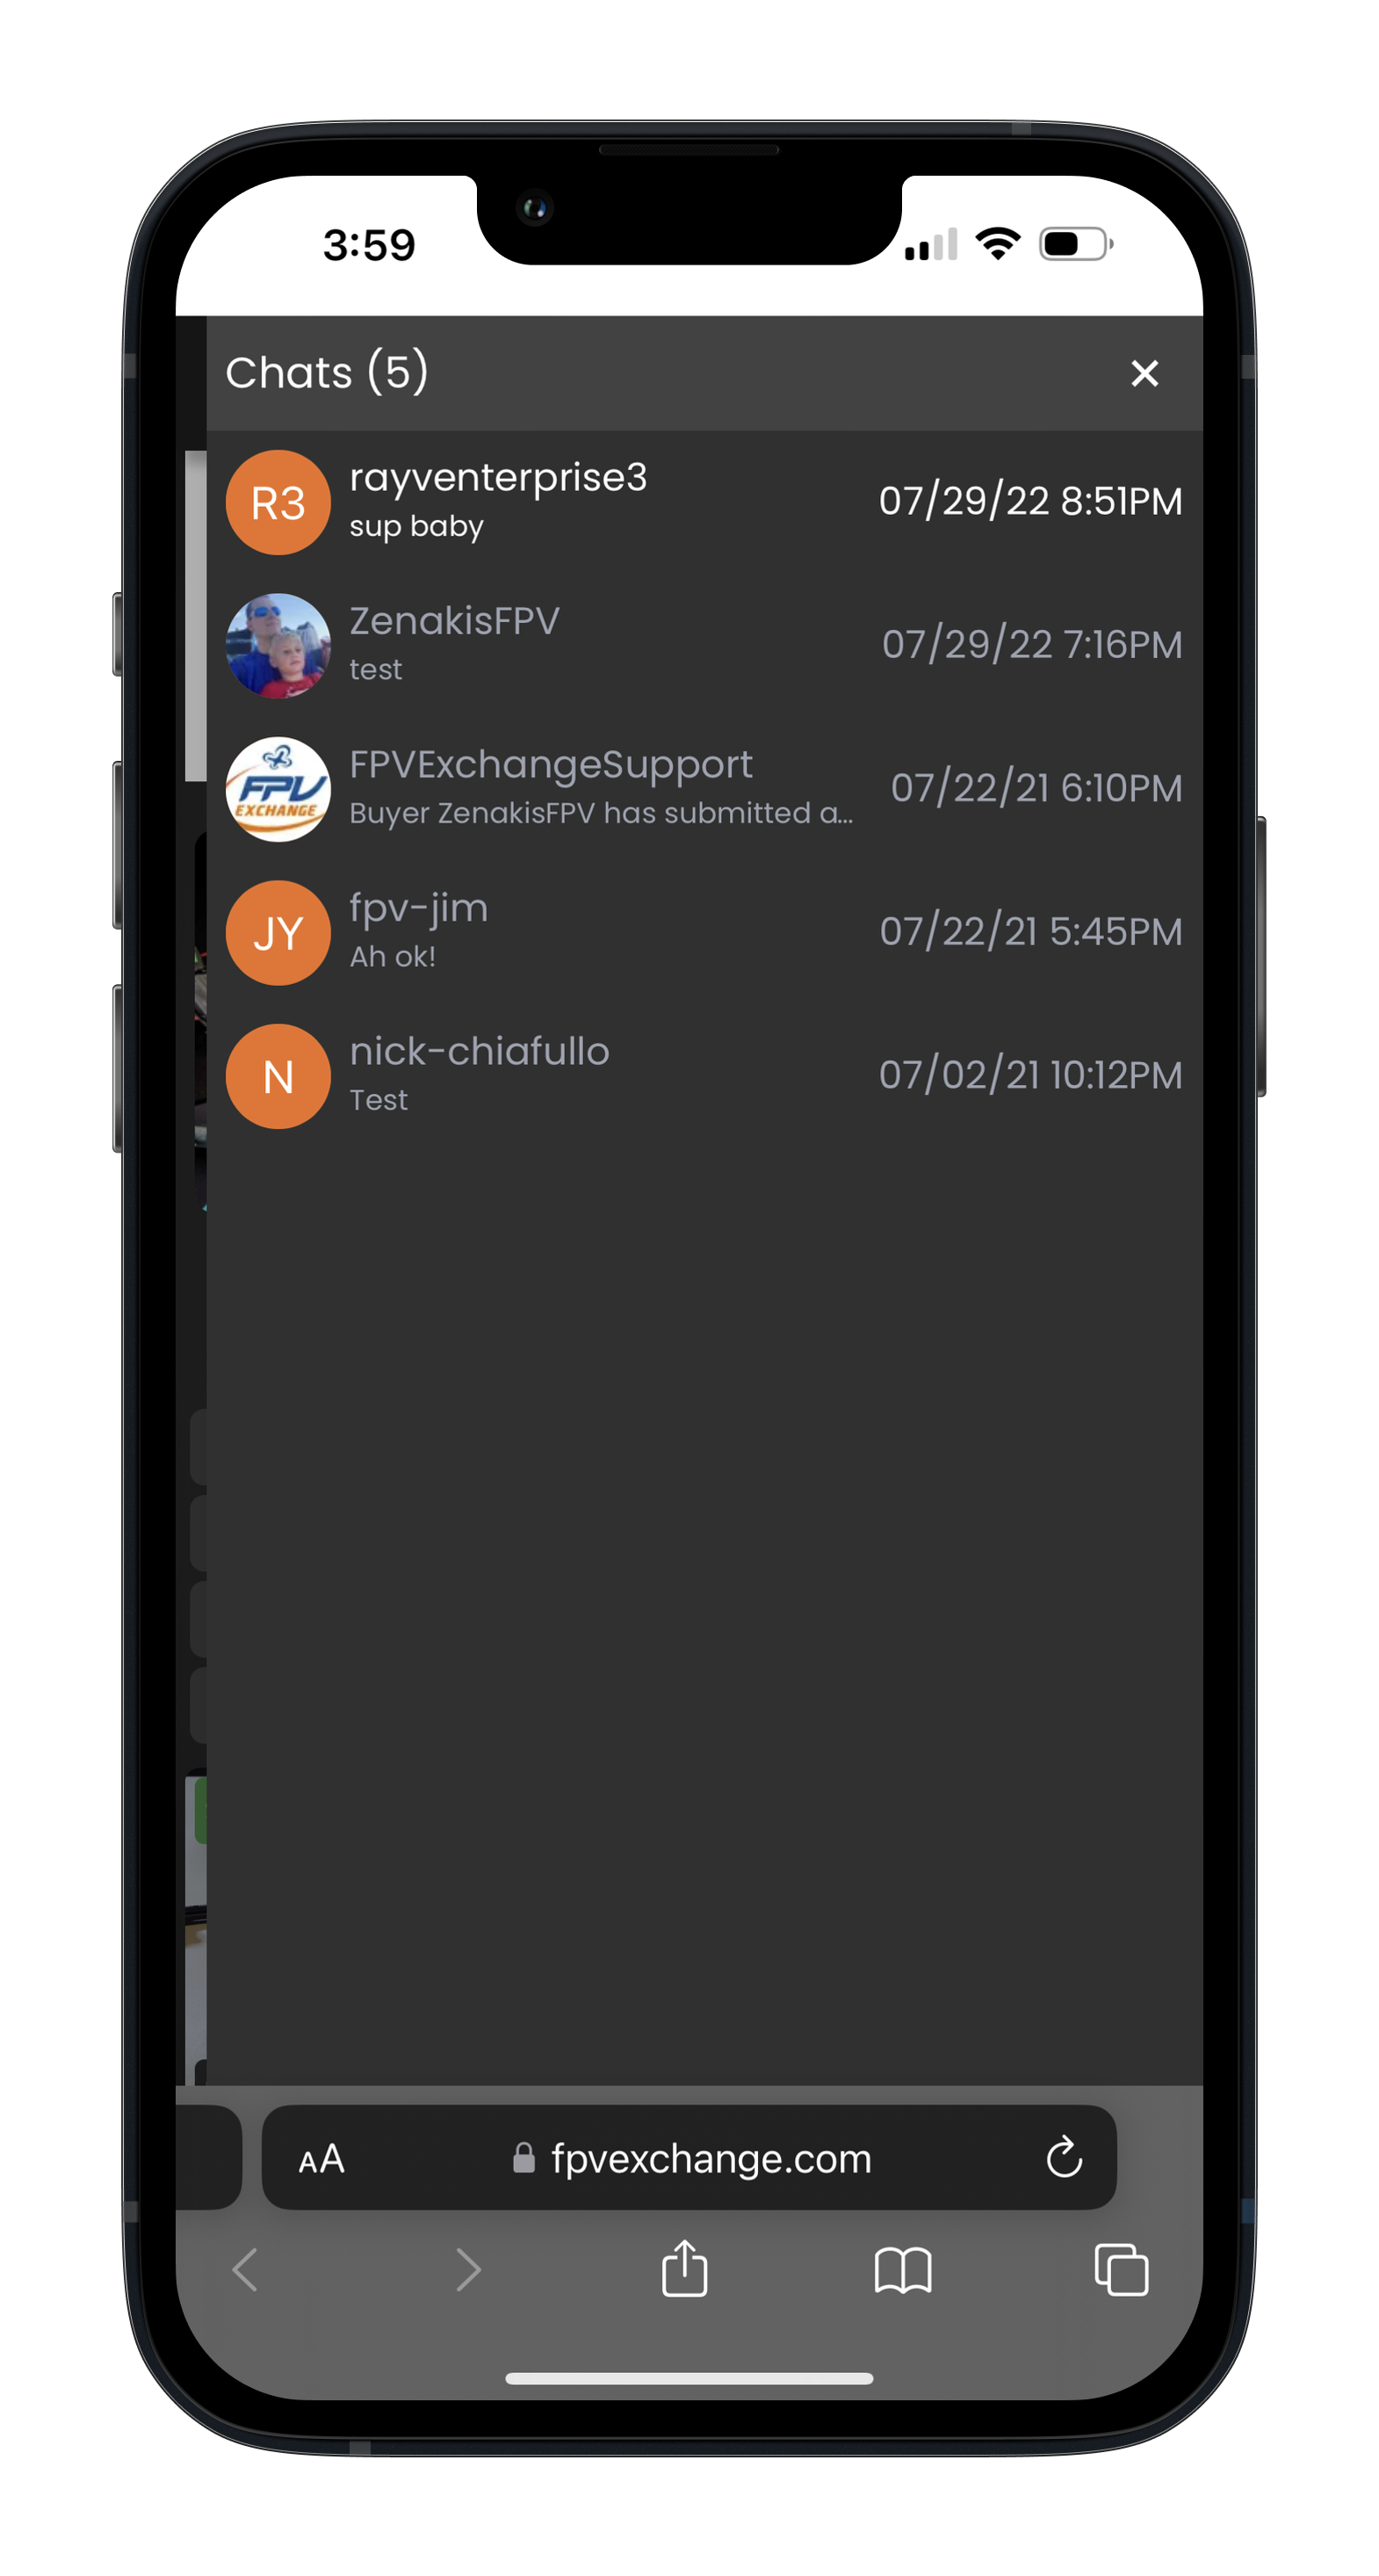 3:59
Chats (5)
R3
rayventerprise3
sup baby
07/29/22 8:51PM
ZenakisFPV
test
07/29/22 7:16PM
FPV
EXCHANGE
FPVExchangeSupport
Buyer ZenakisFPV has submitted a...
07/22/21 6:10PM
JY
fpv-jim
Ah ok!
07/22/21 5:45PM
N
nick-chiafullo
Test
07/02/21 10:12PM
AA
fpvexchange.com